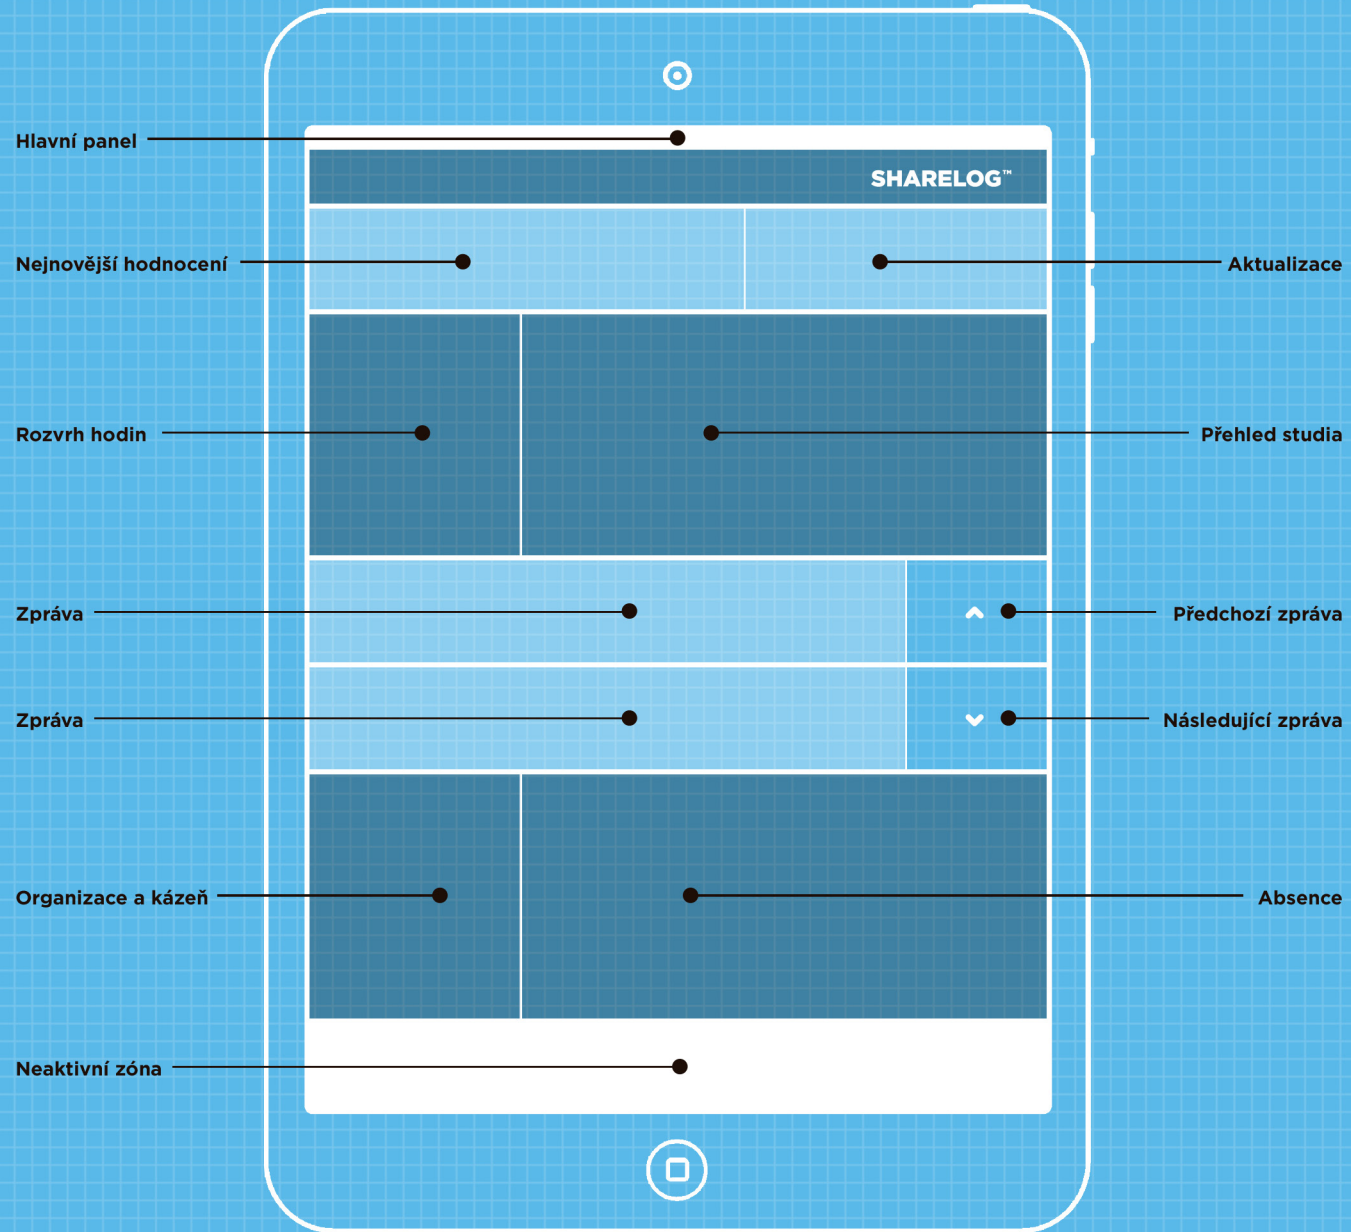 Hlavní panel
SHARELOG™
Nejnovější hodnocení
Aktualizace
Rozvrh hodin
Přehled studia
Zpráva
Předchozí zpráva
Zpráva
Následující zpráva
Organizace a kázeň
Absence
Neaktivní zóna